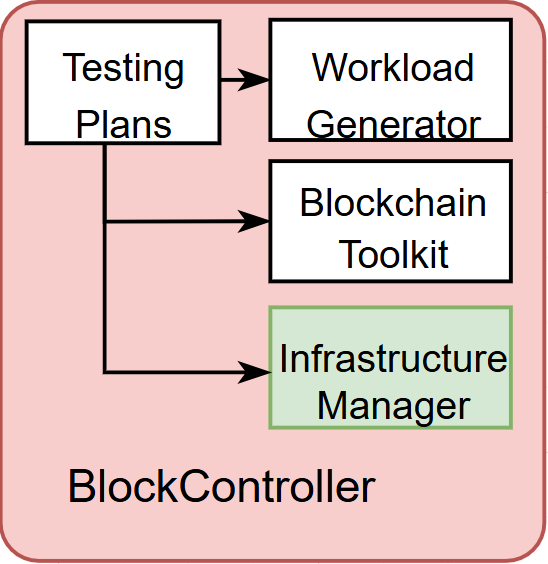 Testing
Plans
Workload
Generator
Blockchain
Toolkit
Infrastructure
Manager
BlockController